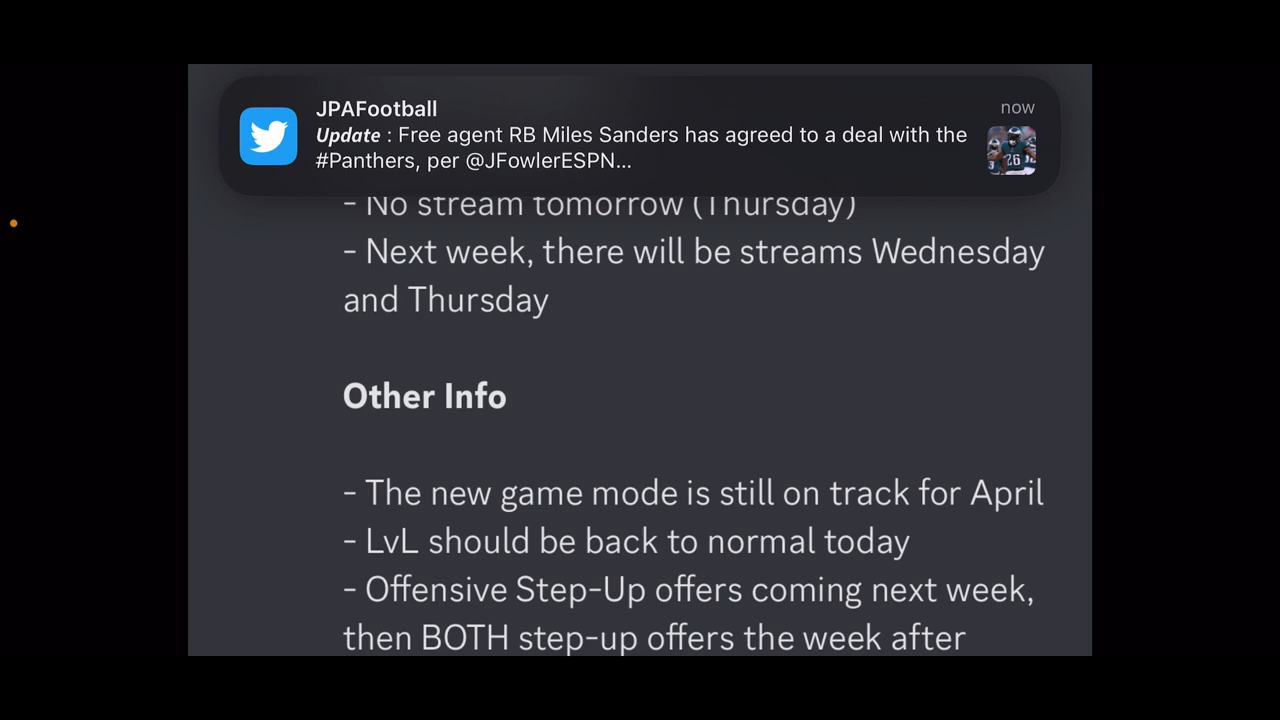 JPAFootball
now
Update : Free agent RB Miles Sanders has agreed to a deal with the
#Panthers, per @JFowlerESPN...
26
- No stream tomorrow (Thursday)
- Next week, there will be streams Wednesday
and Thursday
Other Info
- The new game mode is still on track for April
- LvL should be back to normal today
- Offensive Step-Up offers coming next week,
then BOTH step-up offers the week after